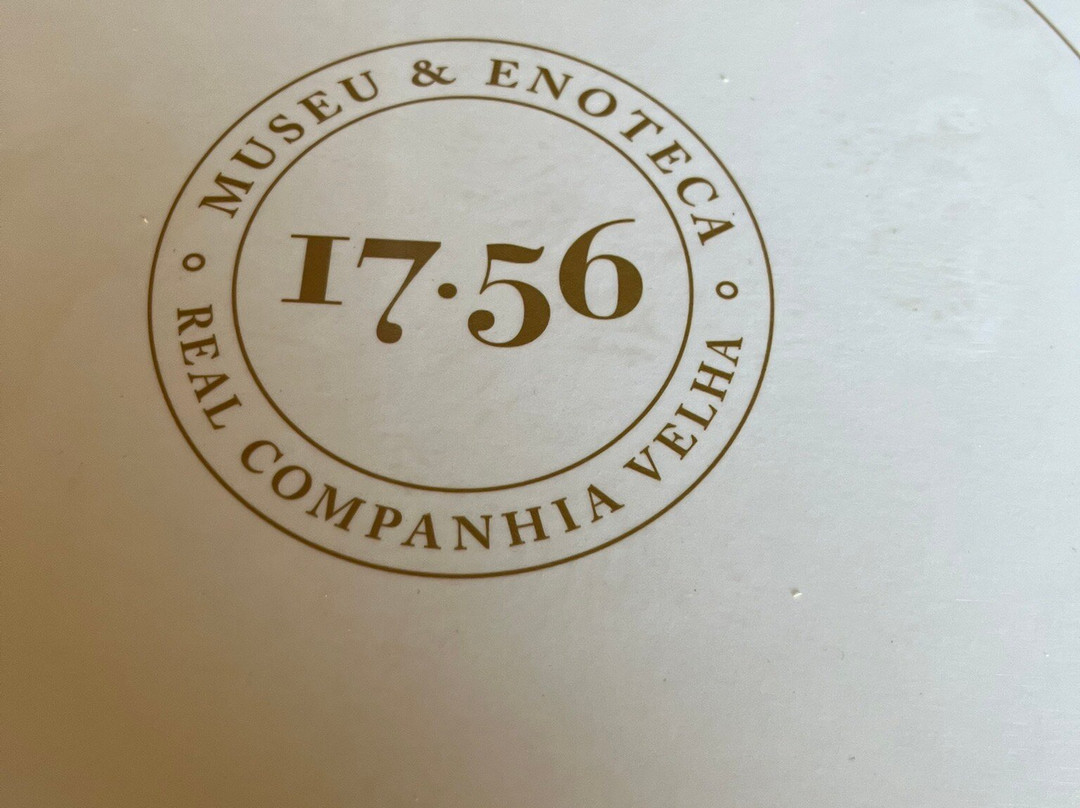 MUSEU & ENOTECA
17·56
REAL COMPANHIA VELHA